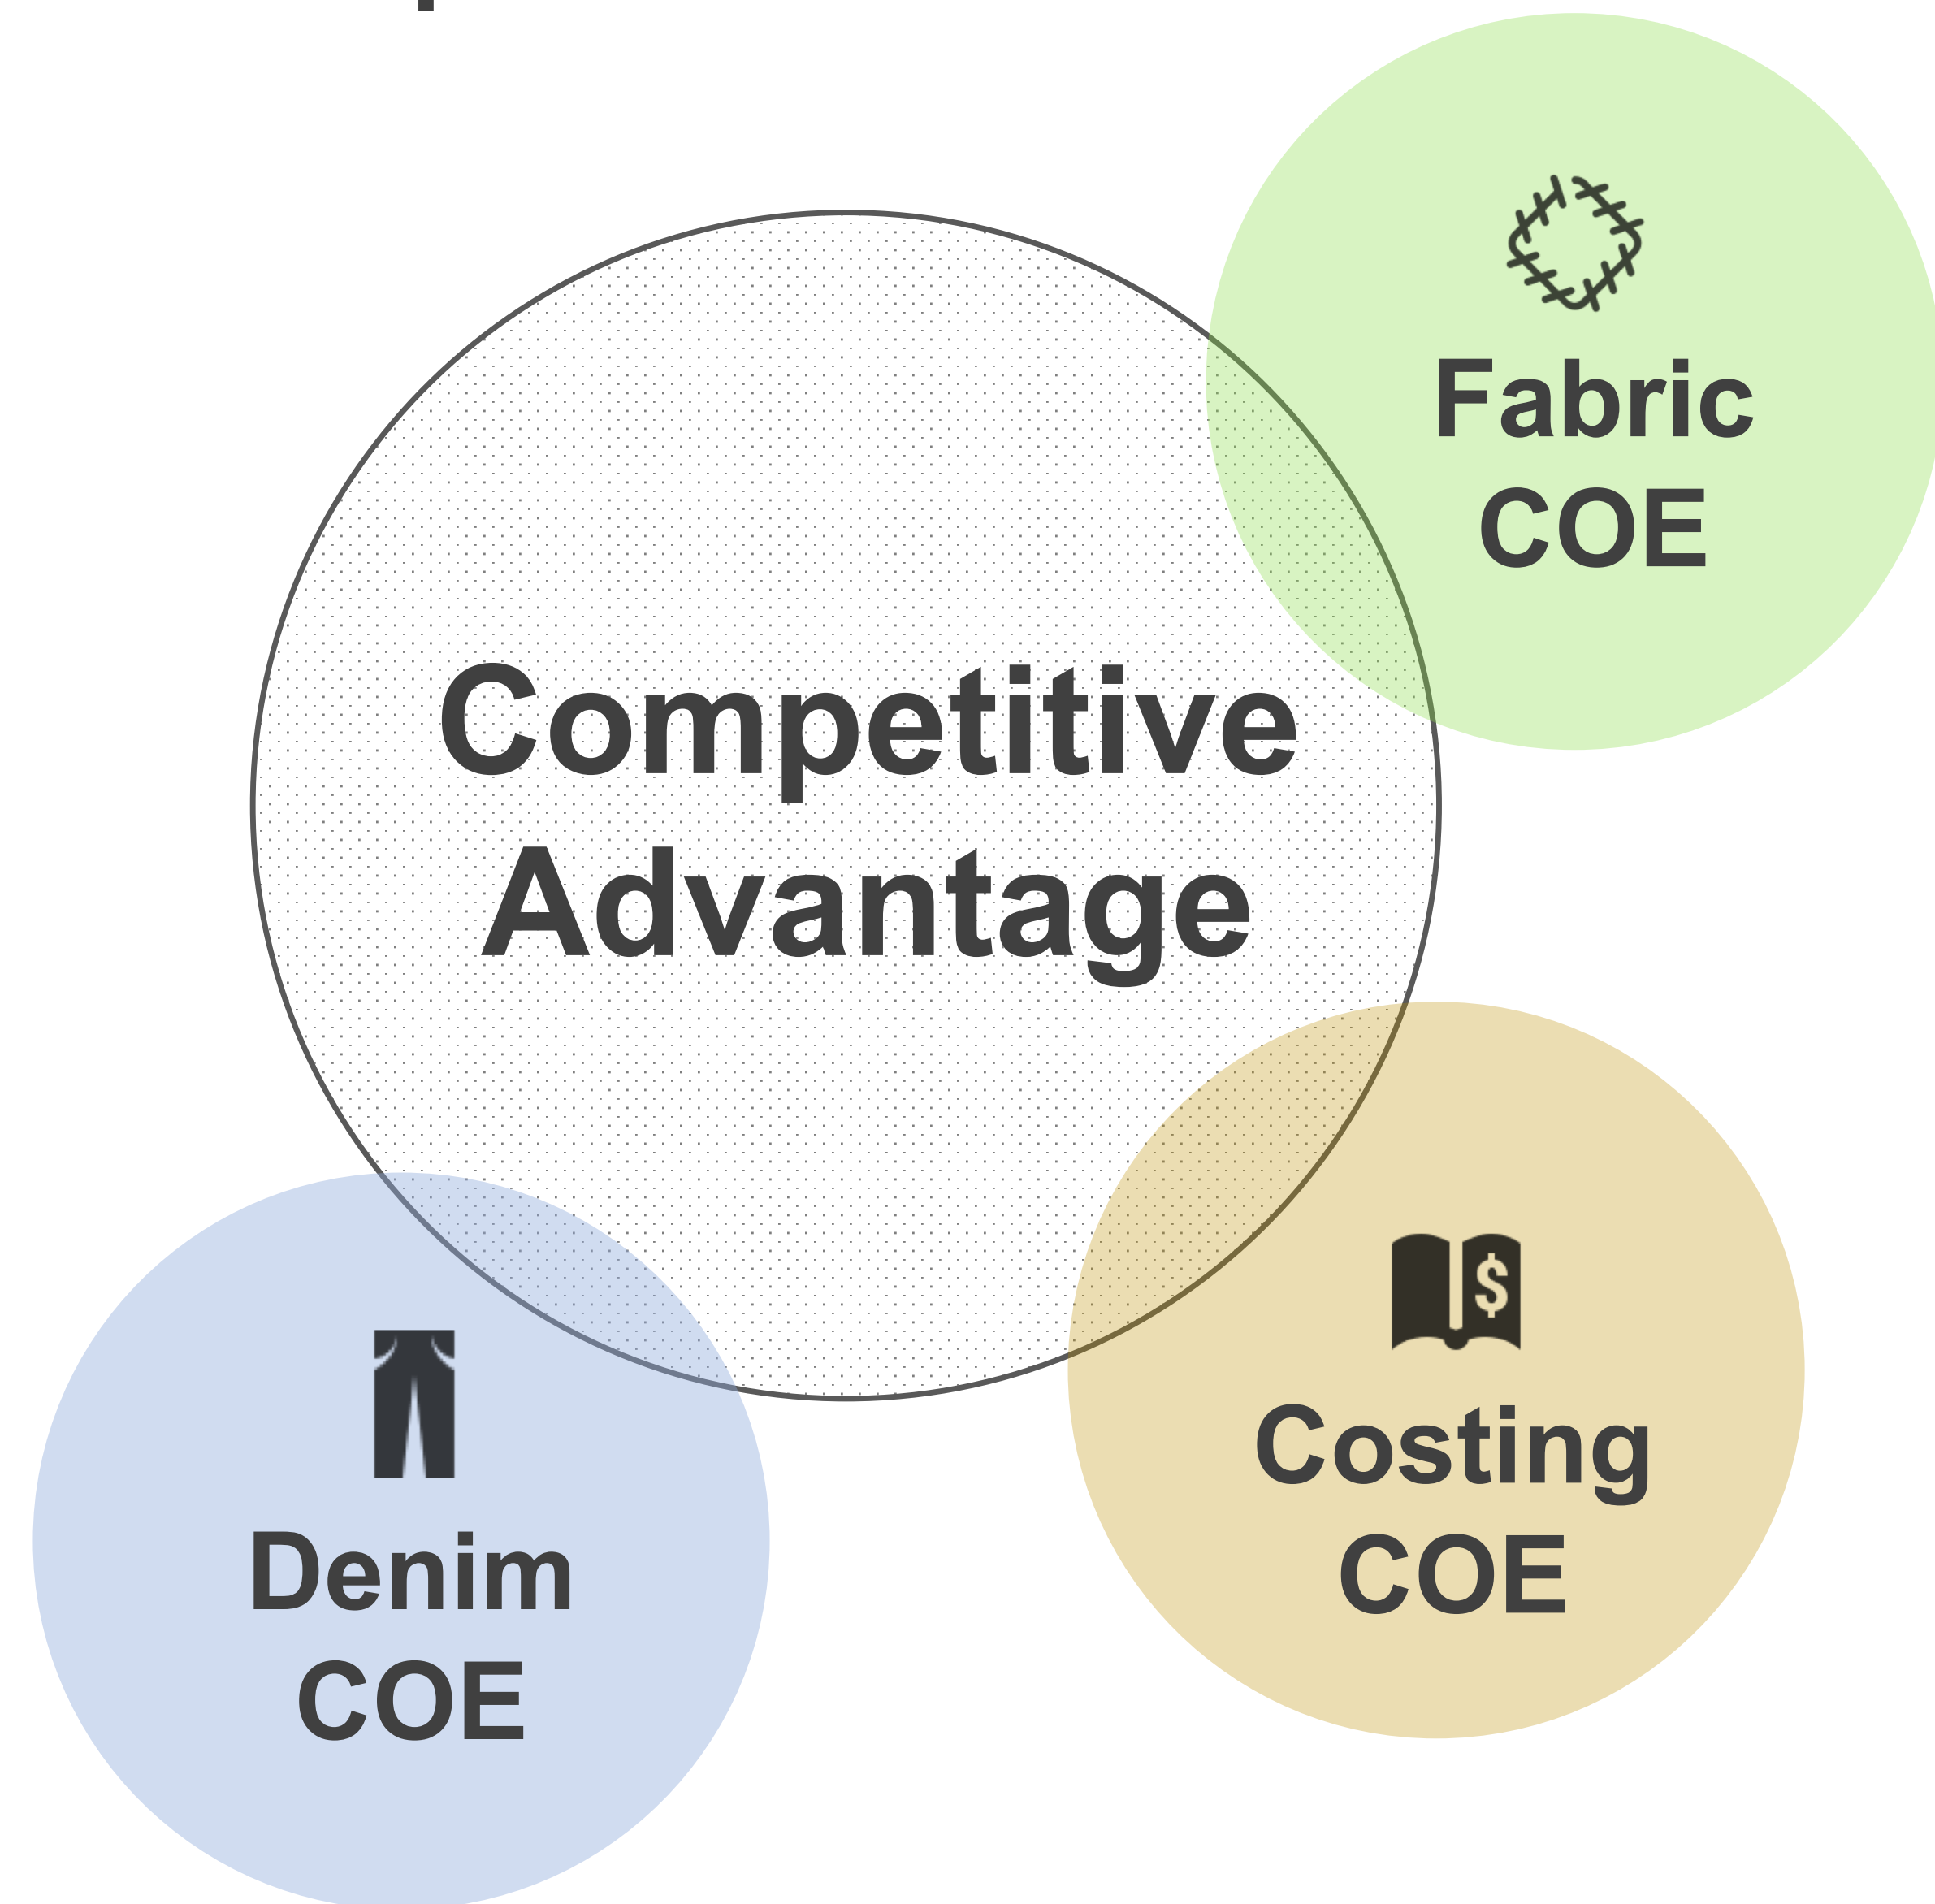 Fabric
COE
Competitive
Advantage
$
Costing
COE
Denim
COE